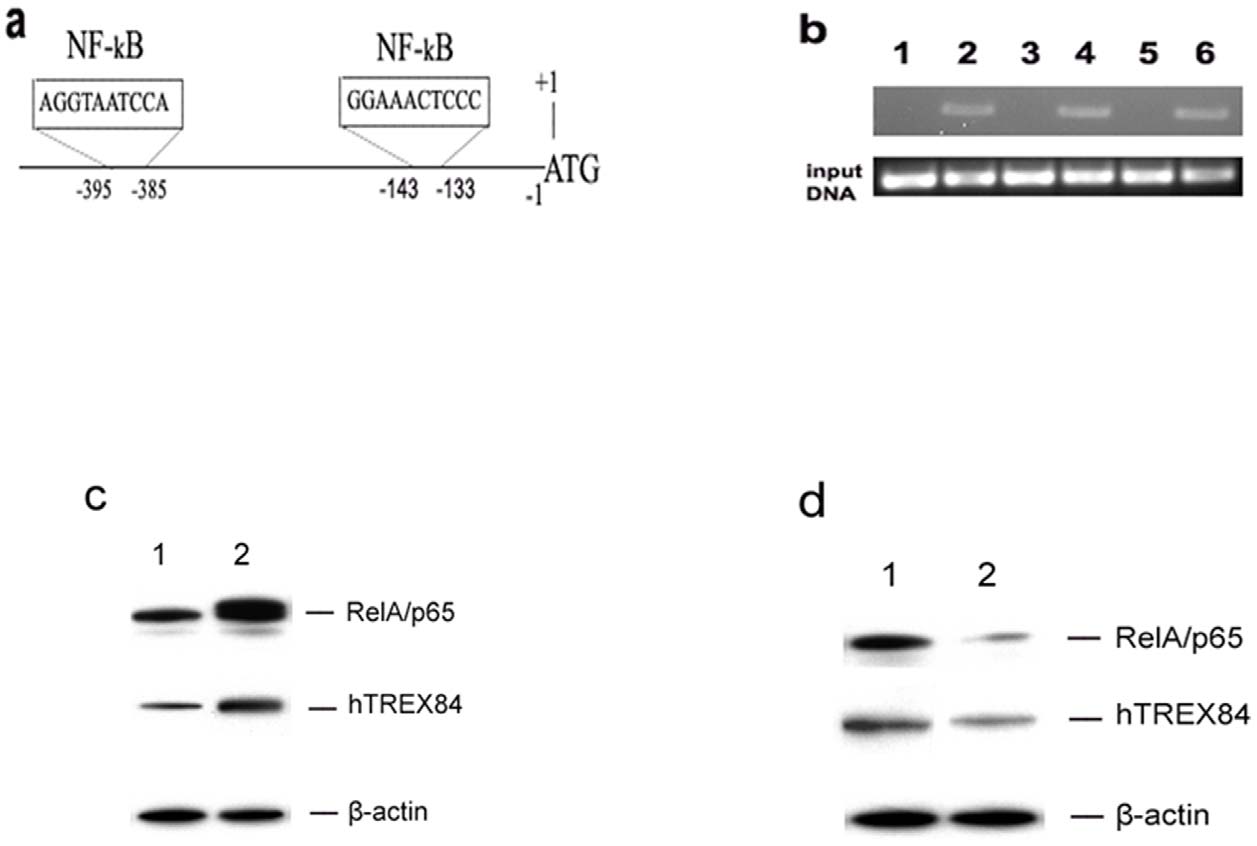 a
NF-kB NF-kB
AGGTAATCCA GGAAACTCCC
+1
ATG
-395 -385 -143 -133 -1
b
1 2 3 4 5 6
input
DNA
c
1 2
RelA/p65
hTREX84
β-actin
d
1 2
RelA/p65
hTREX84
β-actin